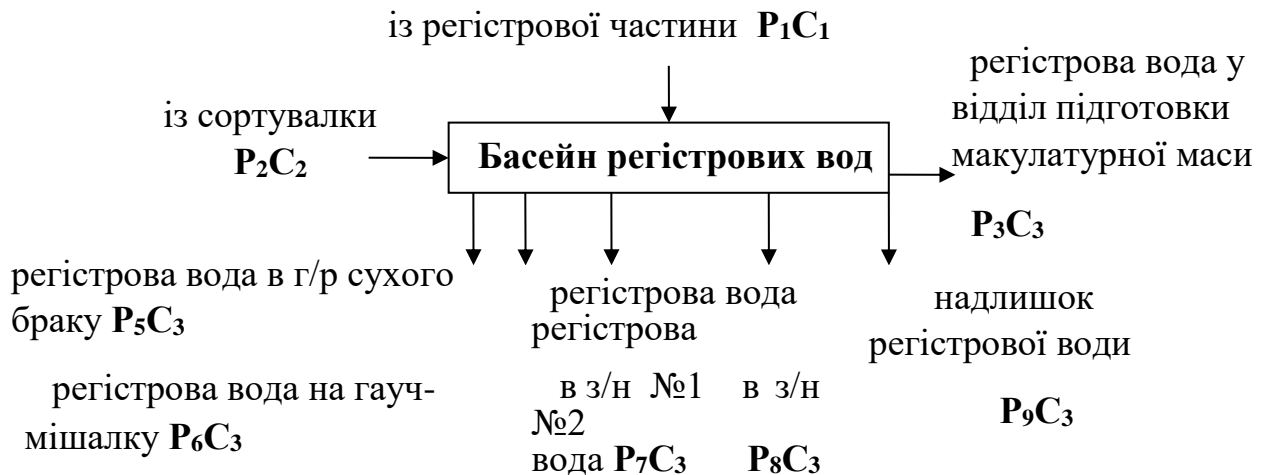 із регістрової частини P₁C₁
регістрова вода у
відділ підготовки
макулатурної маси
P₃C₃
із сортувалки
P₂C₂
Басейн регістрових вод
регістрова вода в г/р сухого
браку P₅C₃
регістрова вода на гауч-
мішалку P₆C₃
регістрова вода
регістрова
в з/н №1 в з/н
№2
вода P₇C₃ P₈C₃
надлишок
регістрової води
P₉C₃